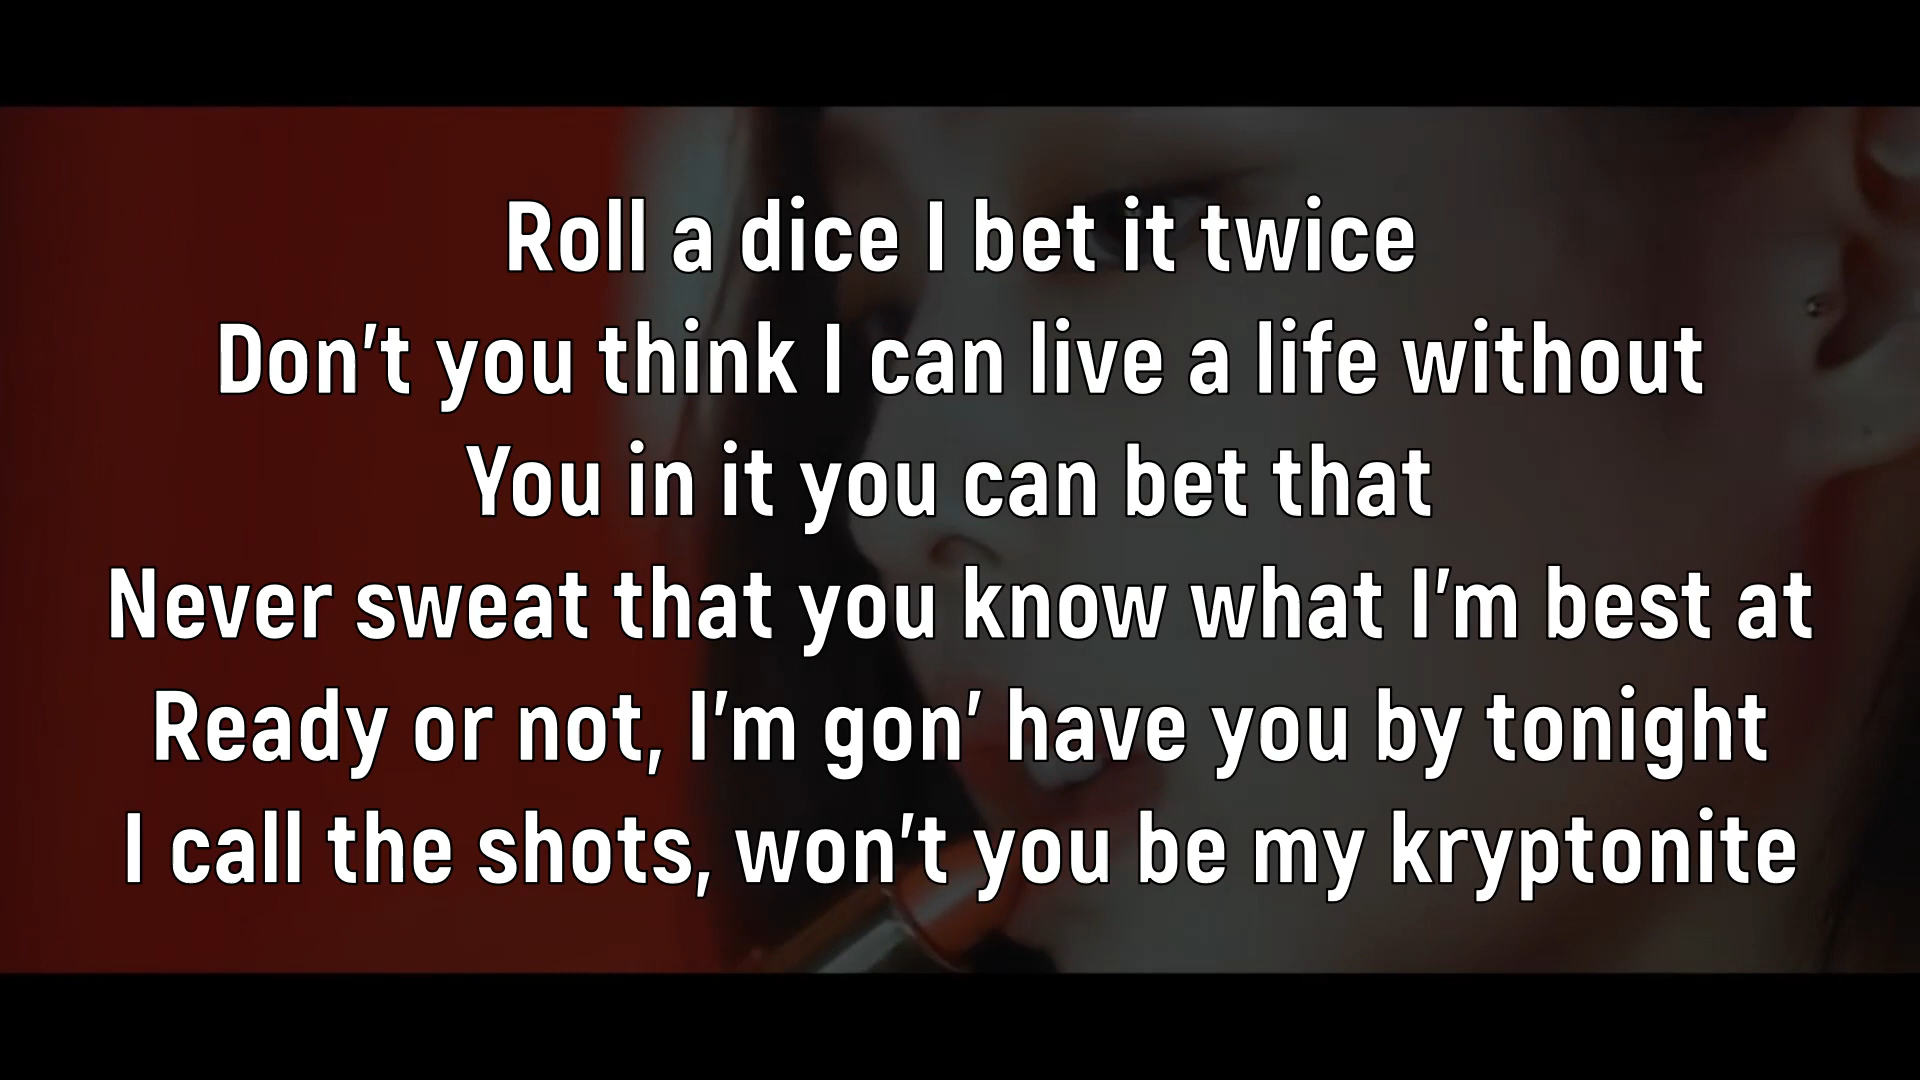 Roll a dice I bet it twice
Don't you think I can live a life without
You in it you can bet that
Never sweat that you know what I'm best at
Ready or not, I'm gon' have you by tonight
I call the shots, won't you be my kryptonite